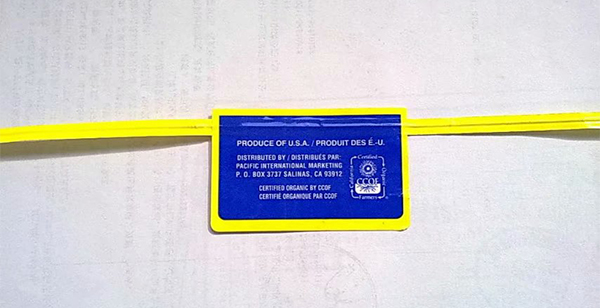 PRODUCE OF U.S.A. / PRODUIT DES É.-U.
DISTRIBUTED BY / DISTRIBUÉS PAR:
PACIFIC INTERNATIONAL MARKETING
P. O. BOX 3737 SALINAS, CA 93912
CERTIFIED ORGANIC BY CCOF
CERTIFIÉ ORGANIQUE PAR CCOF
Certified
California
Organic
CCOF
Farmers